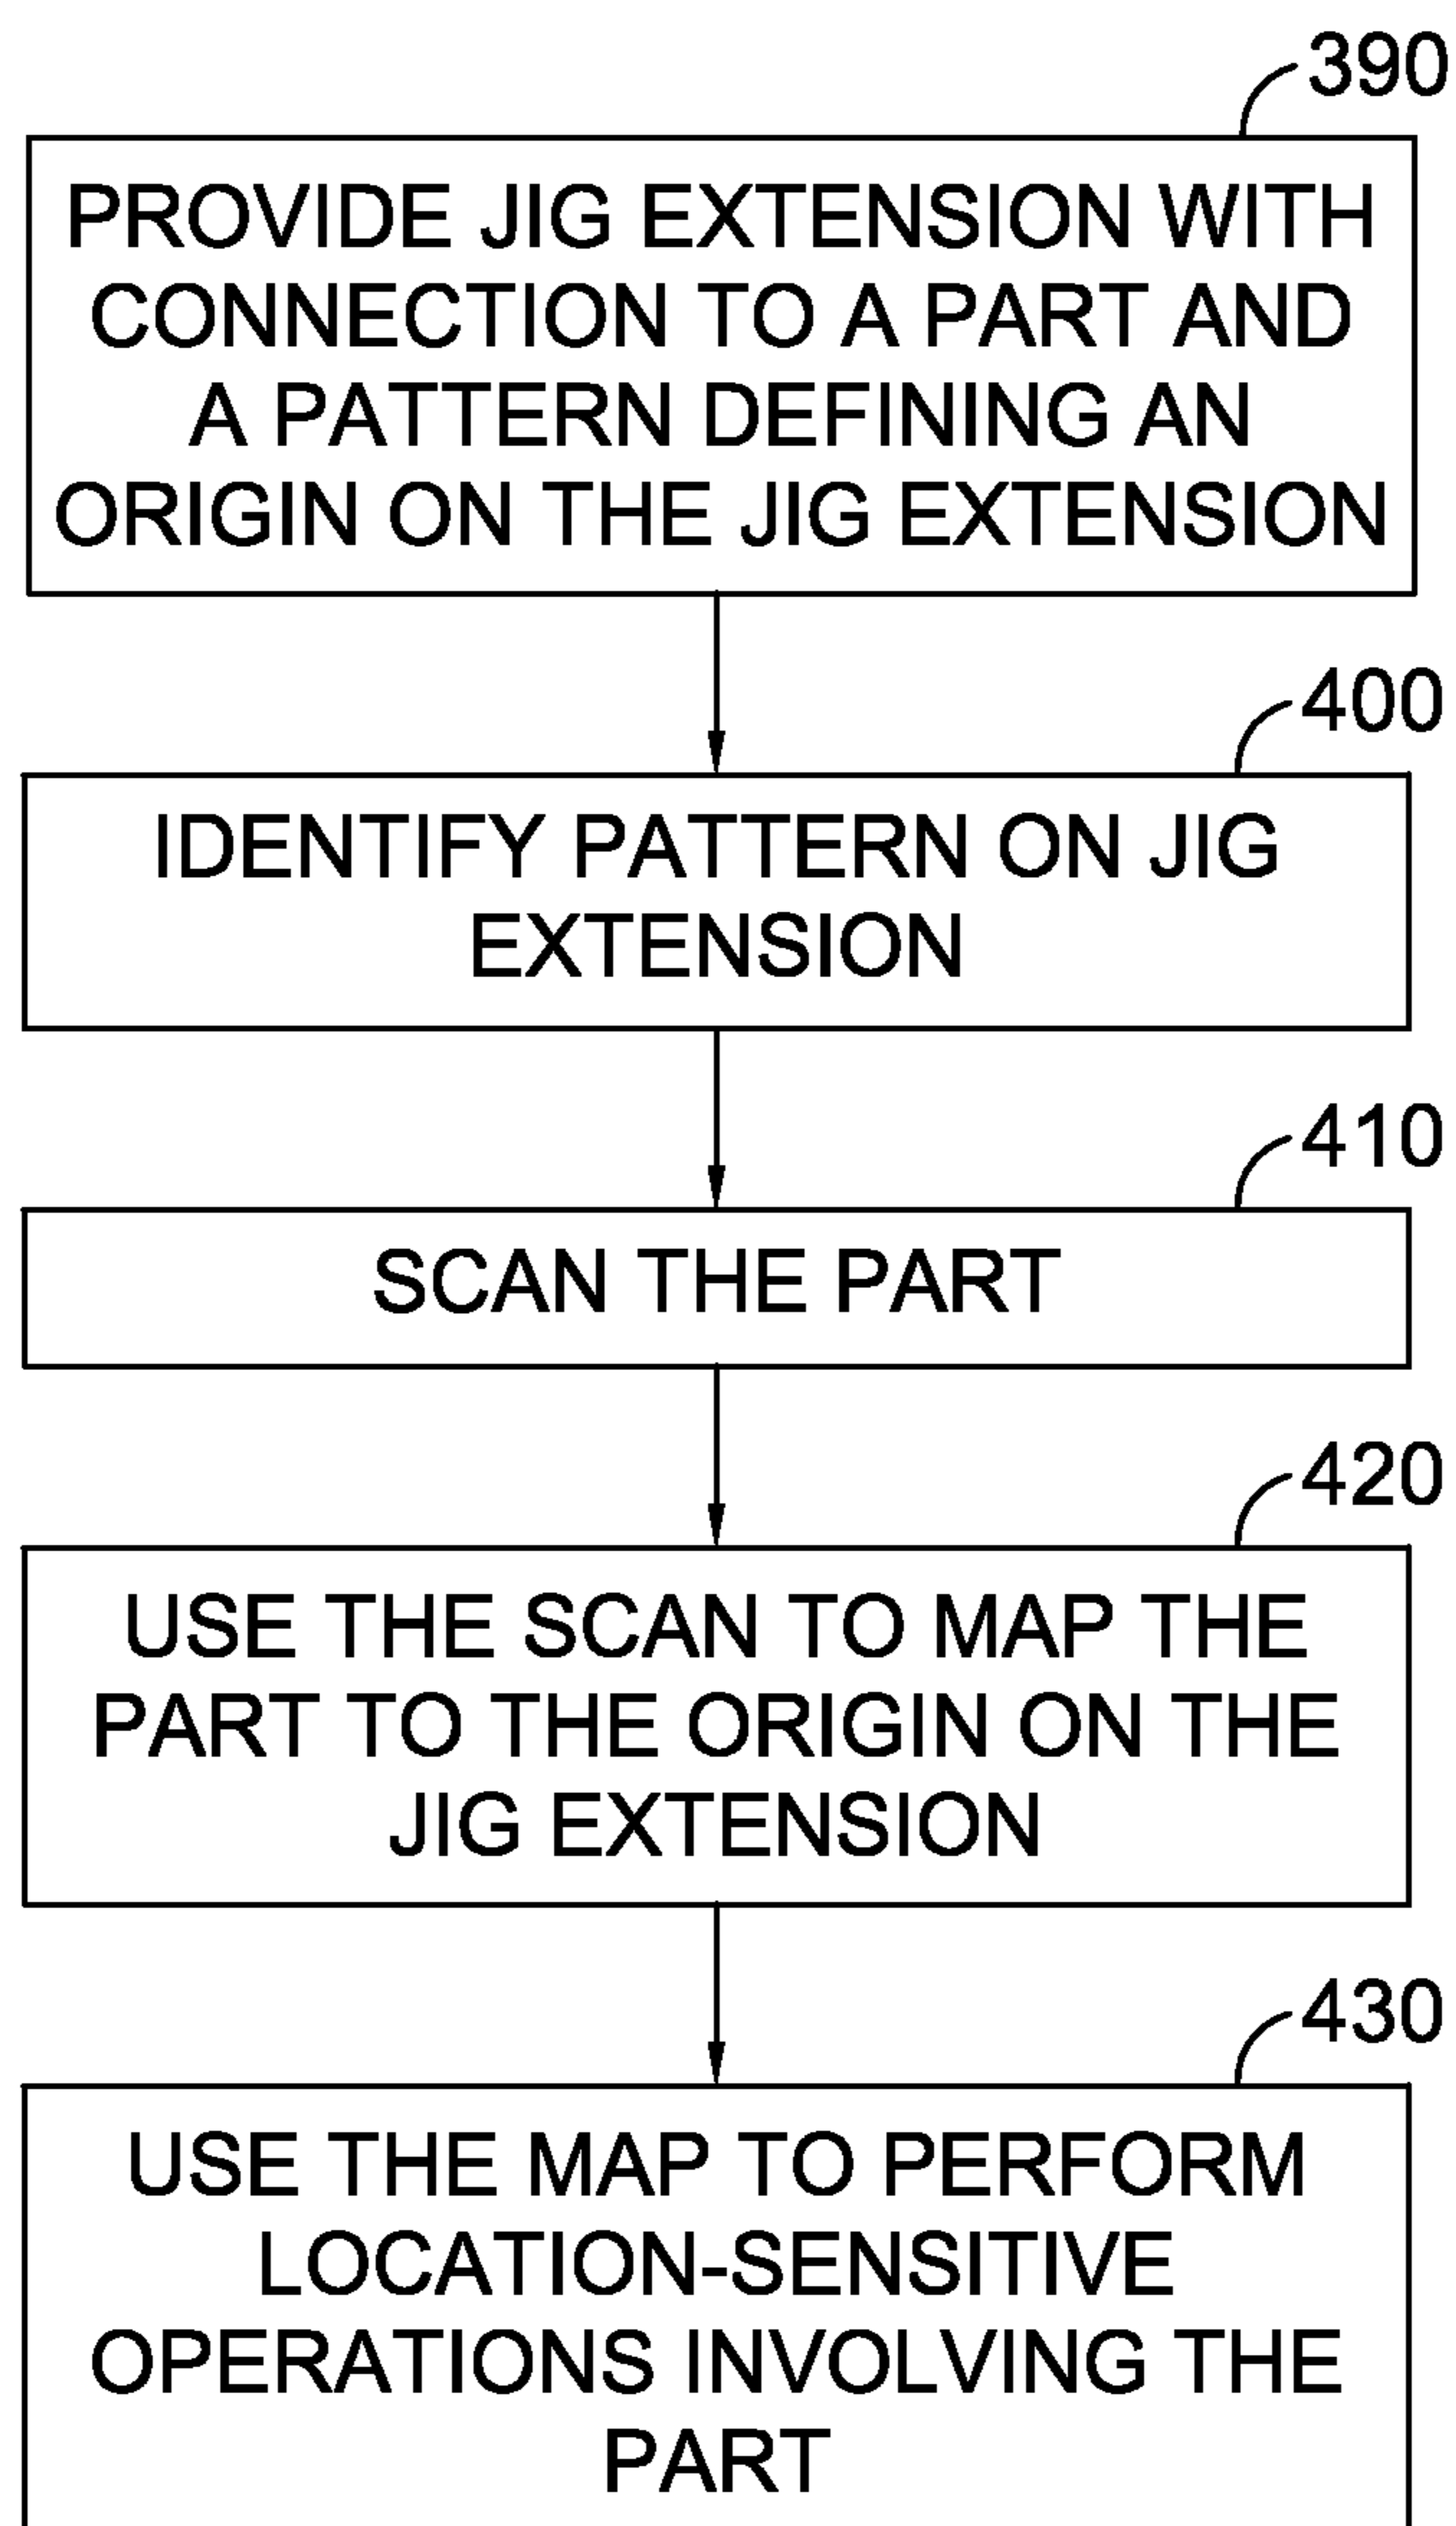 390
PROVIDE JIG EXTENSION WITH
CONNECTION TO A PART AND
A PATTERN DEFINING AN
ORIGIN ON THE JIG EXTENSION
400
IDENTIFY PATTERN ON JIG
EXTENSION
410
SCAN THE PART
420
USE THE SCAN TO MAP THE
PART TO THE ORIGIN ON THE
JIG EXTENSION
430
USE THE MAP TO PERFORM
LOCATION-SENSITIVE
OPERATIONS INVOLVING THE
PART